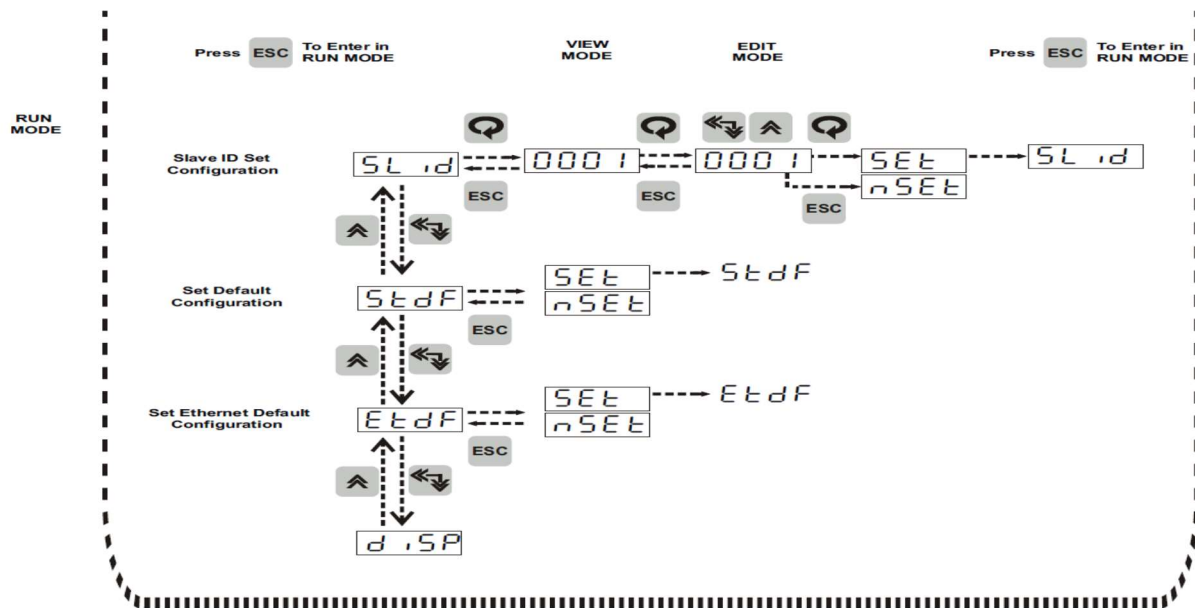 Press ESC To Enter in RUN MODE
VIEW MODE
EDIT MODE
Press ESC To Enter in RUN MODE
RUN MODE
Slave ID Set Configuration
SL id
0001
0001
SEt
nSEt
SL id
ESC
ESC
ESC
Set Default Configuration
StdF
SEt
nSEt
StdF
ESC
Set Ethernet Default Configuration
EtdF
SEt
nSEt
EtdF
ESC
diSP